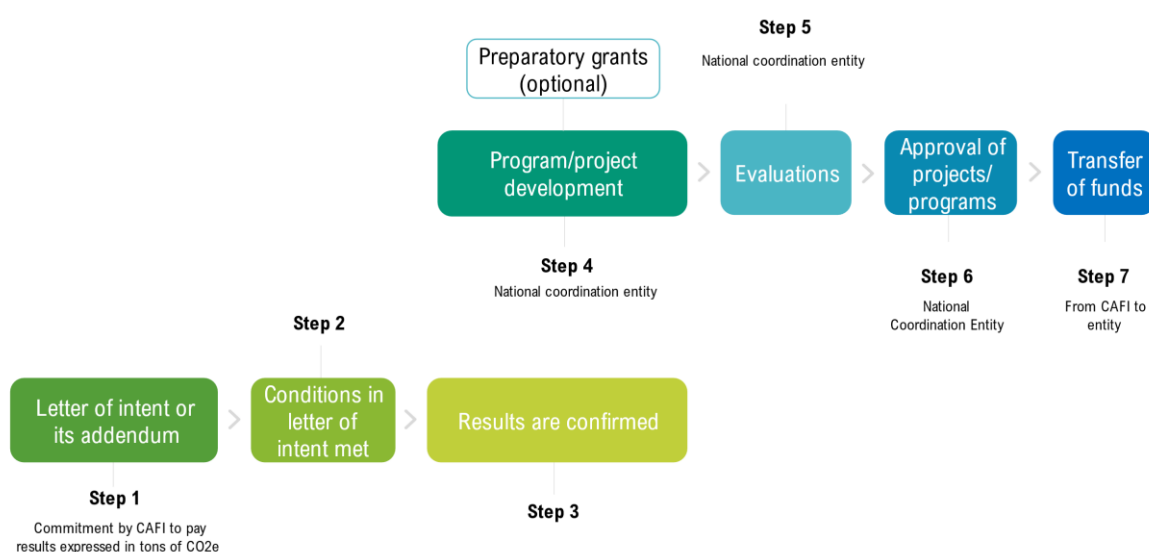 Step 5
National coordination entity
Preparatory grants
(optional)
Program/project
development
Evaluations
Approval of
projects/
programs
Transfer
of funds
Step 4
National coordination entity
Step 6
National
Coordination Entity
Step 7
From CAFI to
entity
Step 2
Letter of intent or
its addendum
Conditions in
letter of
intent met
Results are confirmed
Step 1
Commitment by CAFI to pay
results expressed in tons of CO2e
Step 3